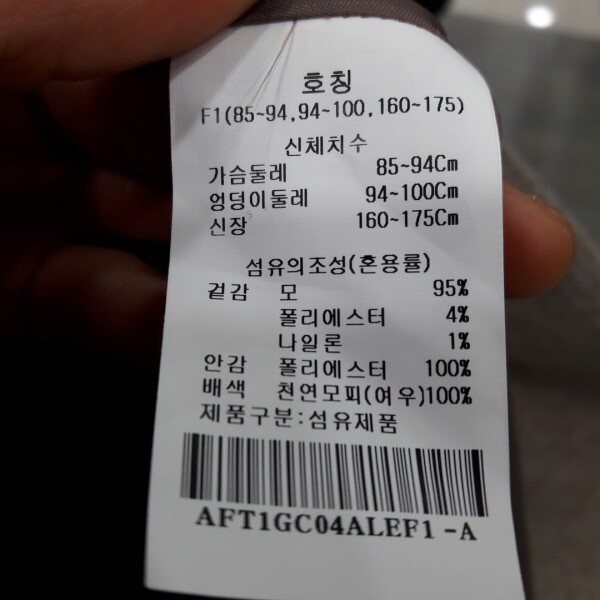 호칭
F1(85~94,94~100,160~175)
신체치수
가슴둘레 85~94Cm
엉덩이둘레 94~100Cm
신장 160~175Cm
섬유의조성(혼용률)
겉감 모 95%
폴리에스터 4%
나일론 1%
안감 폴리에스터 100%
배색 천연모피(여우)100%
제품구분:섬유제품
AFT1GC04ALEF1-A